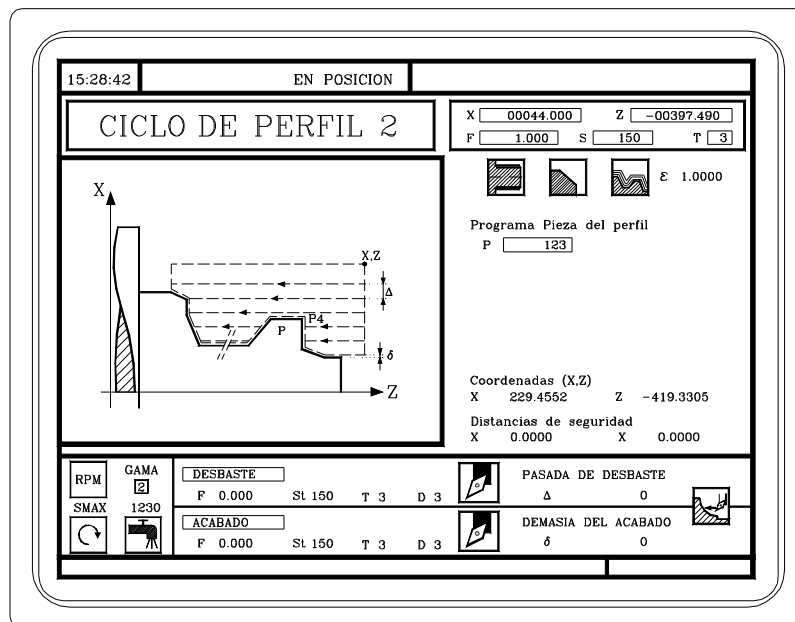 15:28:42 EN POSICION
CICLO DE PERFIL 2
X 00044.000 Z -00397.490
F 1.000 S 150 T 3
ε 1.0000
Programa Pieza del perfil
P 123
X
X,Z
Δ
P4
P
δ
Z
Coordenadas (X,Z)
X 229.4552 Z -419.3305
Distancias de seguridad
X 0.0000 X 0.0000
RPM GAMA
2
SMAX 1230
DESBASTE
F 0.000 St 150 T 3 D 3
PASADA DE DESBASTE
Δ 0
ACABADO
F 0.000 St 150 T 3 D 3
DEMASIA DEL ACABADO
δ 0